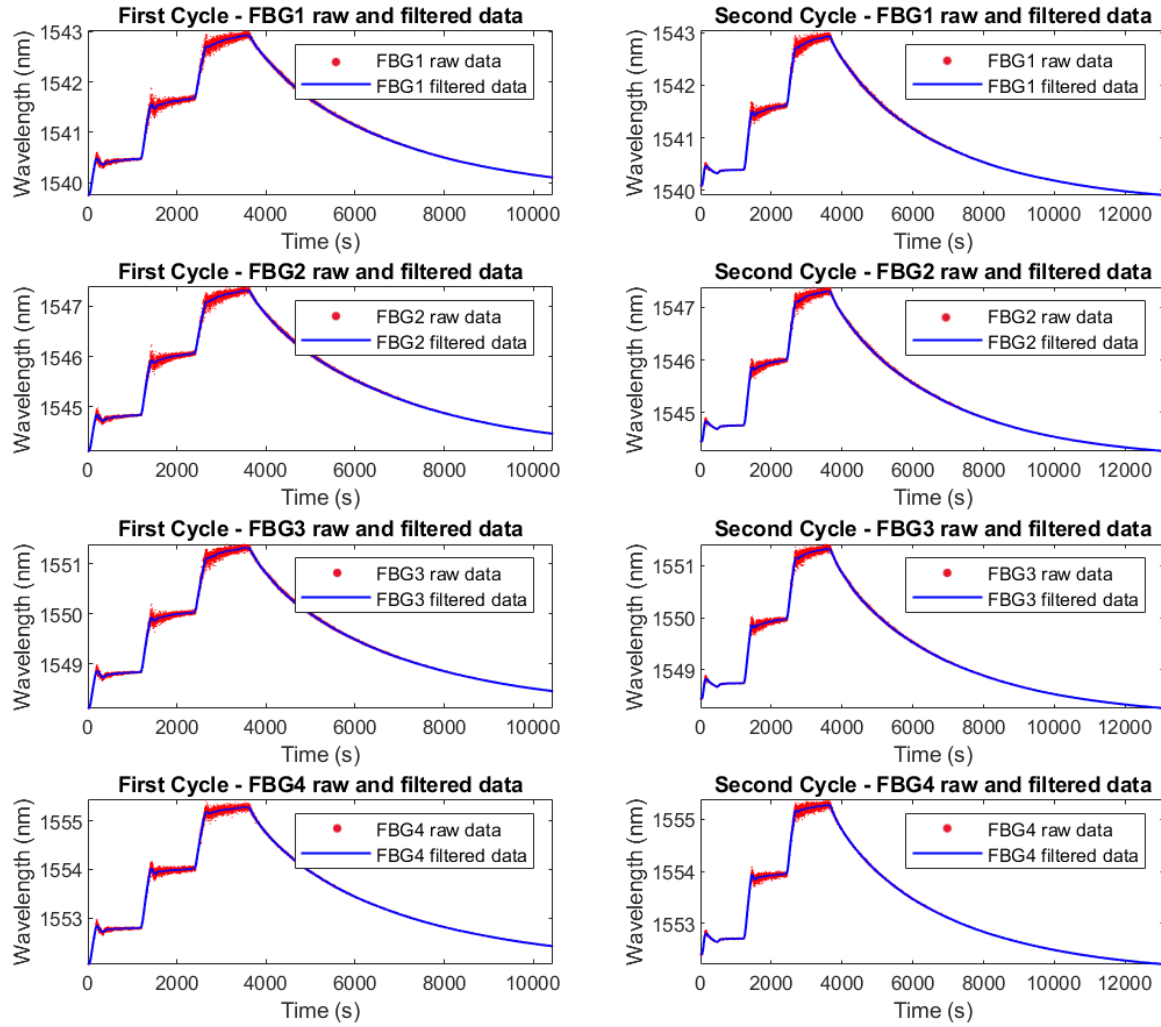 First Cycle - FBG1 raw and filtered data
Wavelength (nm)
1543
1542
1541
1540
FBG1 raw data
FBG1 filtered data
0 2000 4000 6000 8000 10000
Time (s)
Second Cycle - FBG1 raw and filtered data
Wavelength (nm)
1543
1542
1541
1540
FBG1 raw data
FBG1 filtered data
0 2000 4000 6000 8000 10000 12000
Time (s)
First Cycle - FBG2 raw and filtered data
Wavelength (nm)
1547
1546
1545
FBG2 raw data
FBG2 filtered data
0 2000 4000 6000 8000 10000
Time (s)
Second Cycle - FBG2 raw and filtered data
Wavelength (nm)
1547
1546
1545
FBG2 raw data
FBG2 filtered data
0 2000 4000 6000 8000 10000 12000
Time (s)
First Cycle - FBG3 raw and filtered data
Wavelength (nm)
1551
1550
1549
FBG3 raw data
FBG3 filtered data
0 2000 4000 6000 8000 10000
Time (s)
Second Cycle - FBG3 raw and filtered data
Wavelength (nm)
1551
1550
1549
FBG3 raw data
FBG3 filtered data
0 2000 4000 6000 8000 10000 12000
Time (s)
First Cycle - FBG4 raw and filtered data
Wavelength (nm)
1555
1554
1553
FBG4 raw data
FBG4 filtered data
0 2000 4000 6000 8000 10000
Time (s)
Second Cycle - FBG4 raw and filtered data
Wavelength (nm)
1555
1554
1553
FBG4 raw data
FBG4 filtered data
0 2000 4000 6000 8000 10000 12000
Time (s)